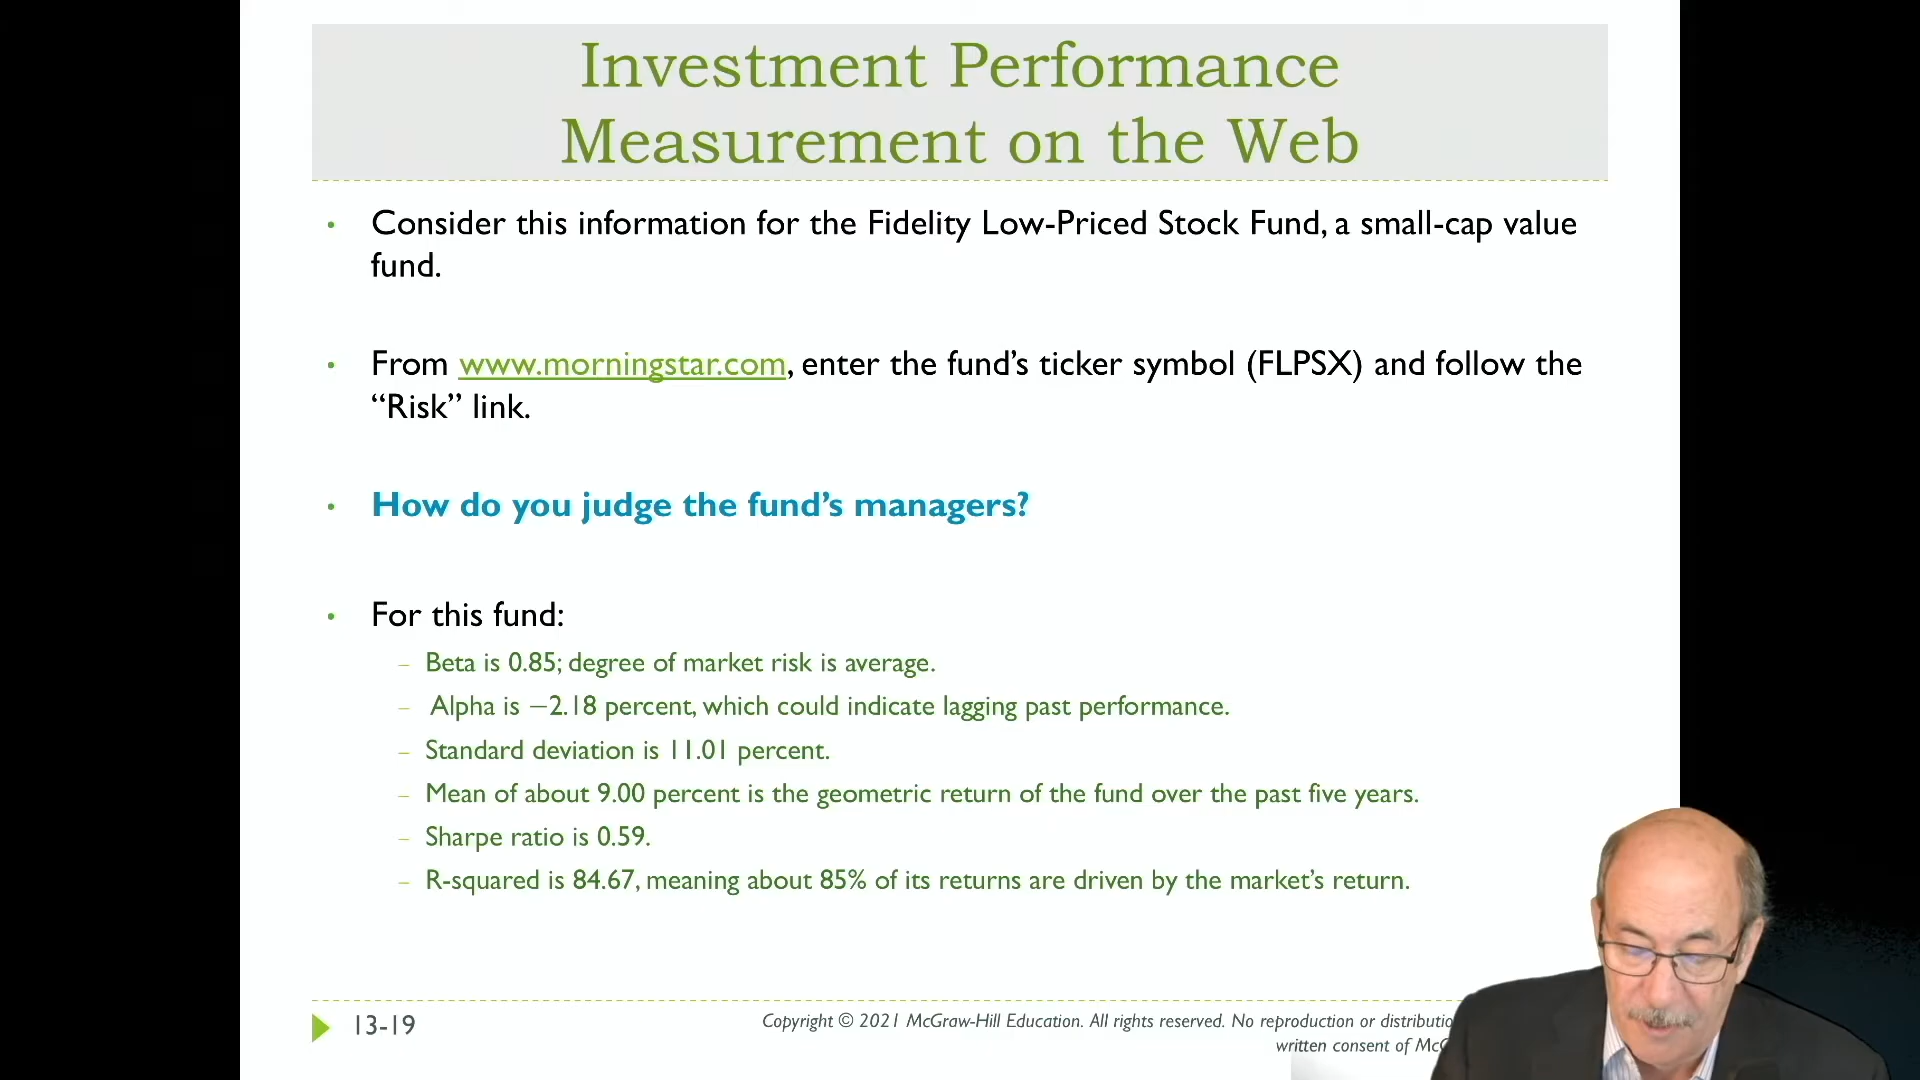 Investment Performance
Measurement on the Web
• Consider this information for the Fidelity Low-Priced Stock Fund, a small-cap value
fund.
• From www.morningstar.com, enter the fund’s ticker symbol (FLPSX) and follow the
“Risk” link.
• How do you judge the fund’s managers?
• For this fund:
– Beta is 0.85; degree of market risk is average.
– Alpha is −2.18 percent, which could indicate lagging past performance.
– Standard deviation is 11.01 percent.
– Mean of about 9.00 percent is the geometric return of the fund over the past five years.
– Sharpe ratio is 0.59.
– R-squared is 84.67, meaning about 85% of its returns are driven by the market’s return.
13-19
Copyright © 2021 McGraw-Hill Education. All rights reserved. No reproduction or
written consent of